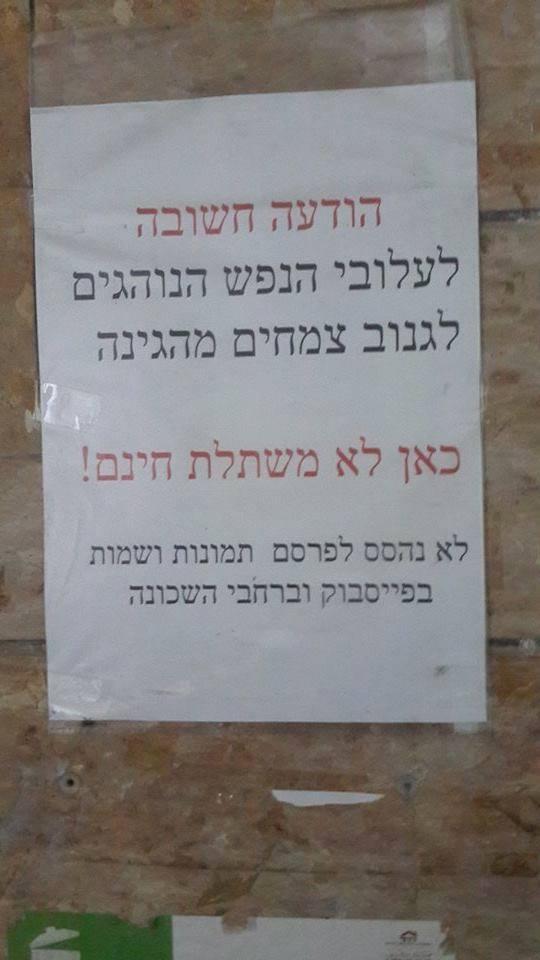 הודעה חשובה
לעלובי הנפש הנוהגים
לגנוב צמחים מהגינה
כאן לא משתלת חינם!
לא נהסס לפרסם תמונות ושמות
בפייסבוק וברחבי השכונה